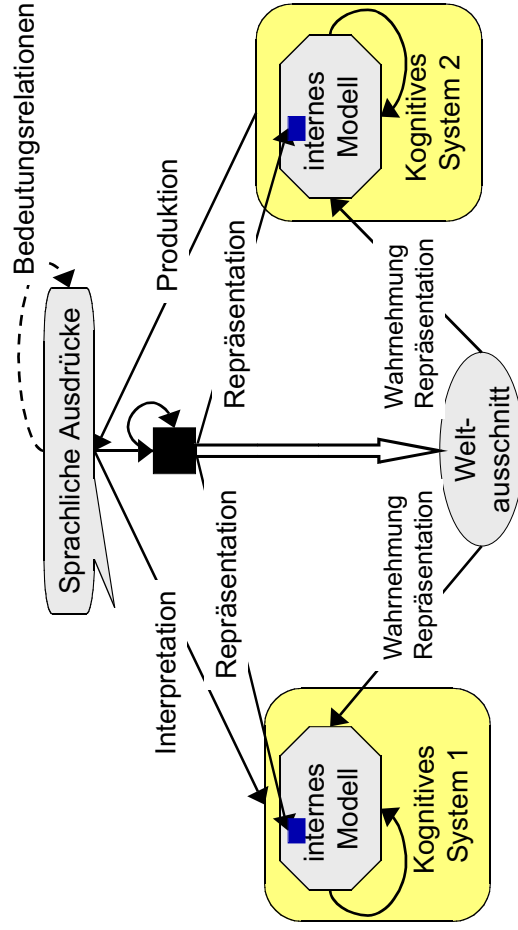 Bedeutungsrelationen
Sprachliche Ausdrücke
Interpretation
Produktion
Repräsentation
Repräsentation
internes
Modell
Kognitives
System 1
Wahrnehmung
Repräsentation
Welt-
ausschnitt
Wahrnehmung
Repräsentation
internes
Modell
Kognitives
System 2